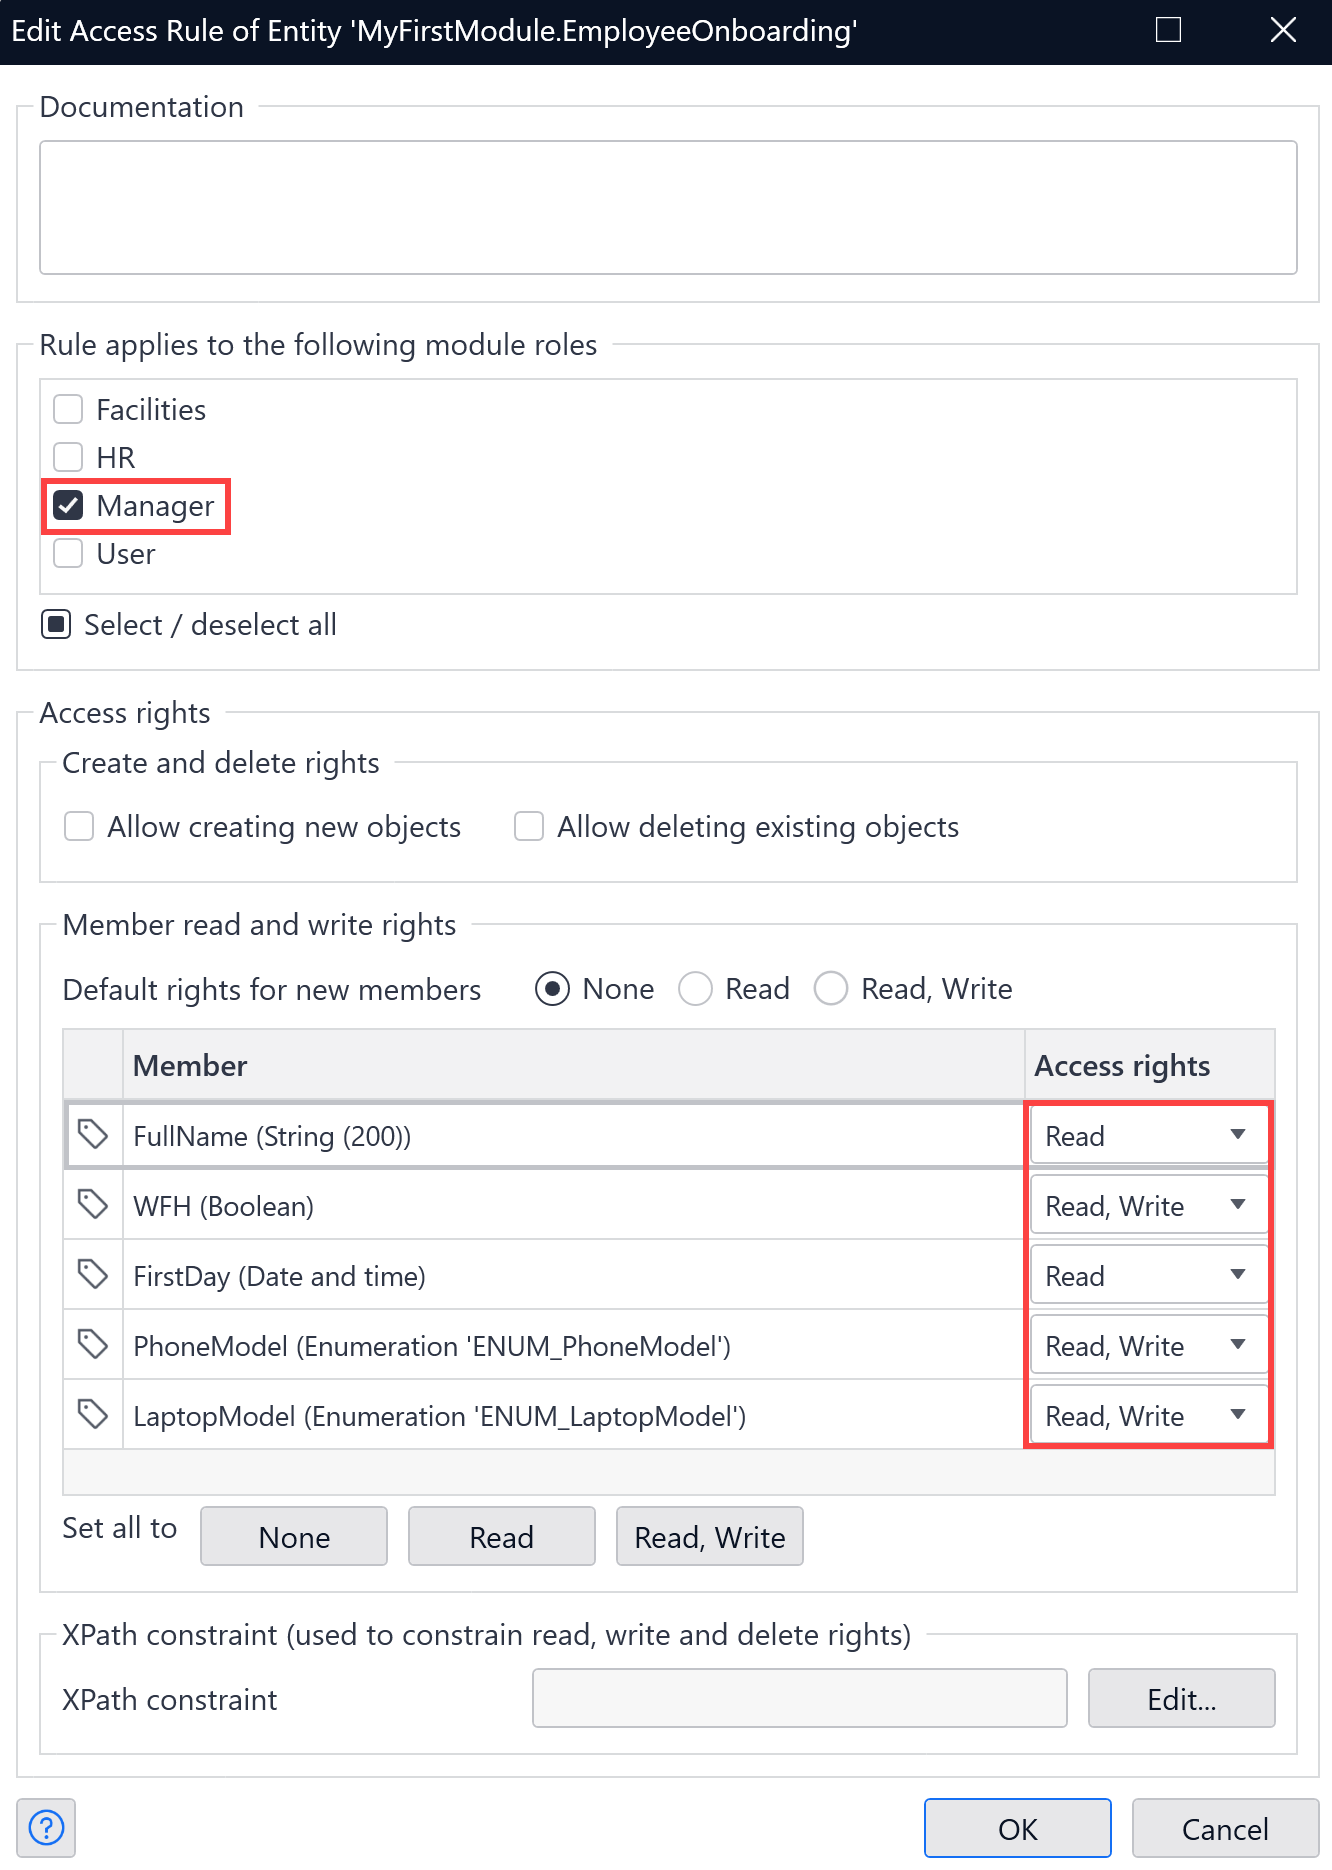 Edit Access Rule of Entity 'MyFirstModule.EmployeeOnboarding'
Documentation
Rule applies to the following module roles
Facilities
HR
Manager
User
Select / deselect all
Access rights
Create and delete rights
Allow creating new objects Allow deleting existing objects
Member read and write rights
Default rights for new members None Read Read, Write
Member Access rights
FullName (String (200)) Read
WFH (Boolean) Read, Write
FirstDay (Date and time) Read
PhoneModel (Enumeration 'ENUM_PhoneModel') Read, Write
LaptopModel (Enumeration 'ENUM_LaptopModel') Read, Write
Set all to None Read Read, Write
XPath constraint (used to constrain read, write and delete rights)
XPath constraint Edit...
? OK Cancel